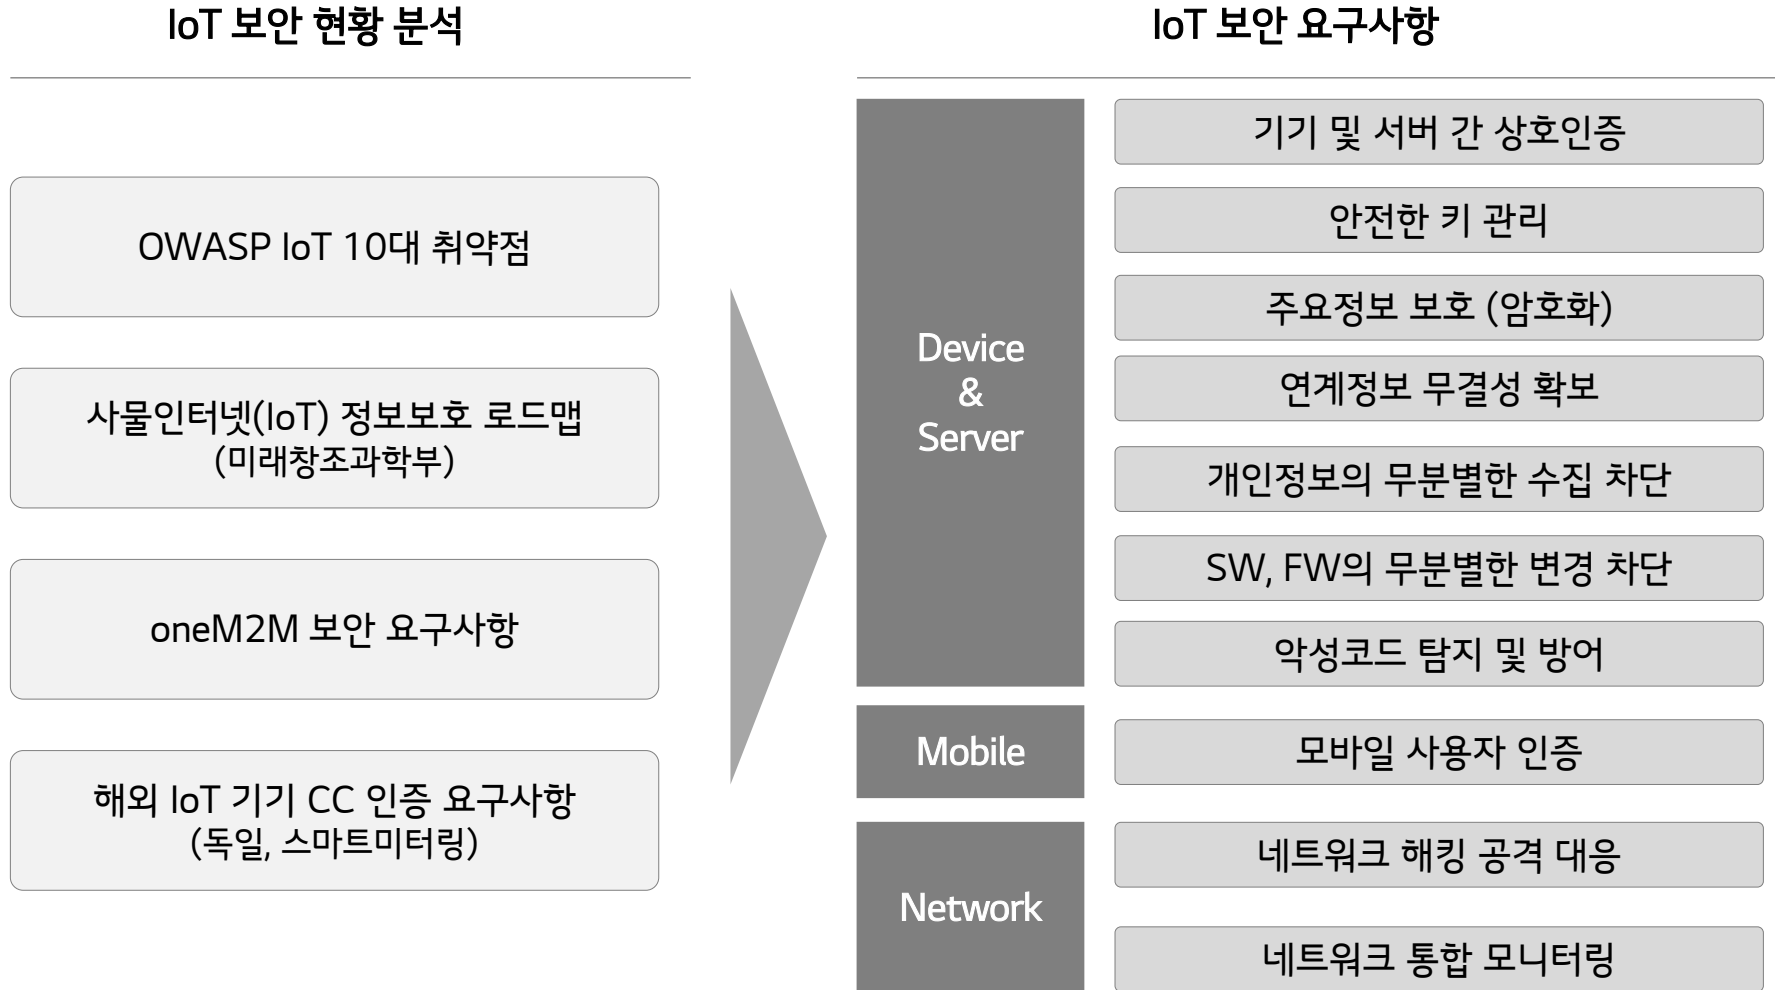 IoT 보안 현황 분석
OWASP IoT 10대 취약점
사물인터넷(IoT) 정보보호 로드맵
(미래창조과학부)
oneM2M 보안 요구사항
해외 IoT 기기 CC 인증 요구사항
(독일, 스마트미터링)
IoT 보안 요구사항
Device
&
Server
기기 및 서버 간 상호인증
안전한 키 관리
주요정보 보호 (암호화)
연계정보 무결성 확보
개인정보의 무분별한 수집 차단
SW, FW의 무분별한 변경 차단
악성코드 탐지 및 방어
Mobile
모바일 사용자 인증
Network
네트워크 해킹 공격 대응
네트워크 통합 모니터링